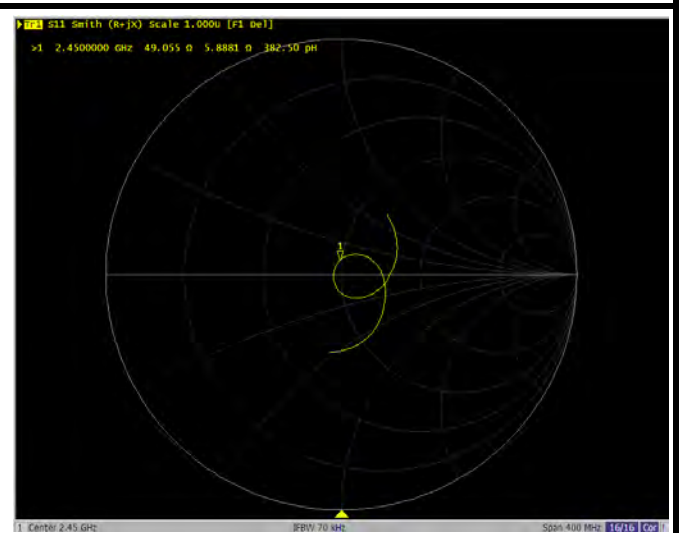 Tr1 S11 Smith (R+jX) Scale 1.000U [F1 Del]
>1 2.4500000 GHz 49.055 Ω 5.8881 Ω 382.50 pH
1
1 Center 2.45 GHz IFBW 70 kHz Span 400 MHz 16/16 Cor !